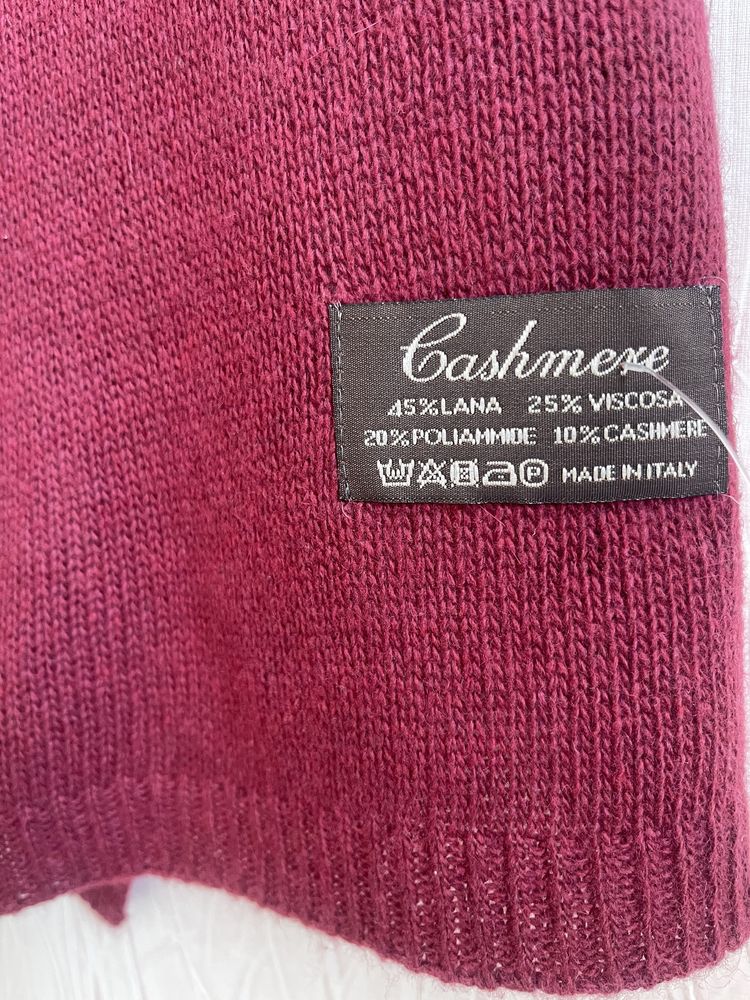 Cashmere
45% LANA 25% VISCOSA
20% POLIAMMIDE 10% CASHMERE
P MADE IN ITALY